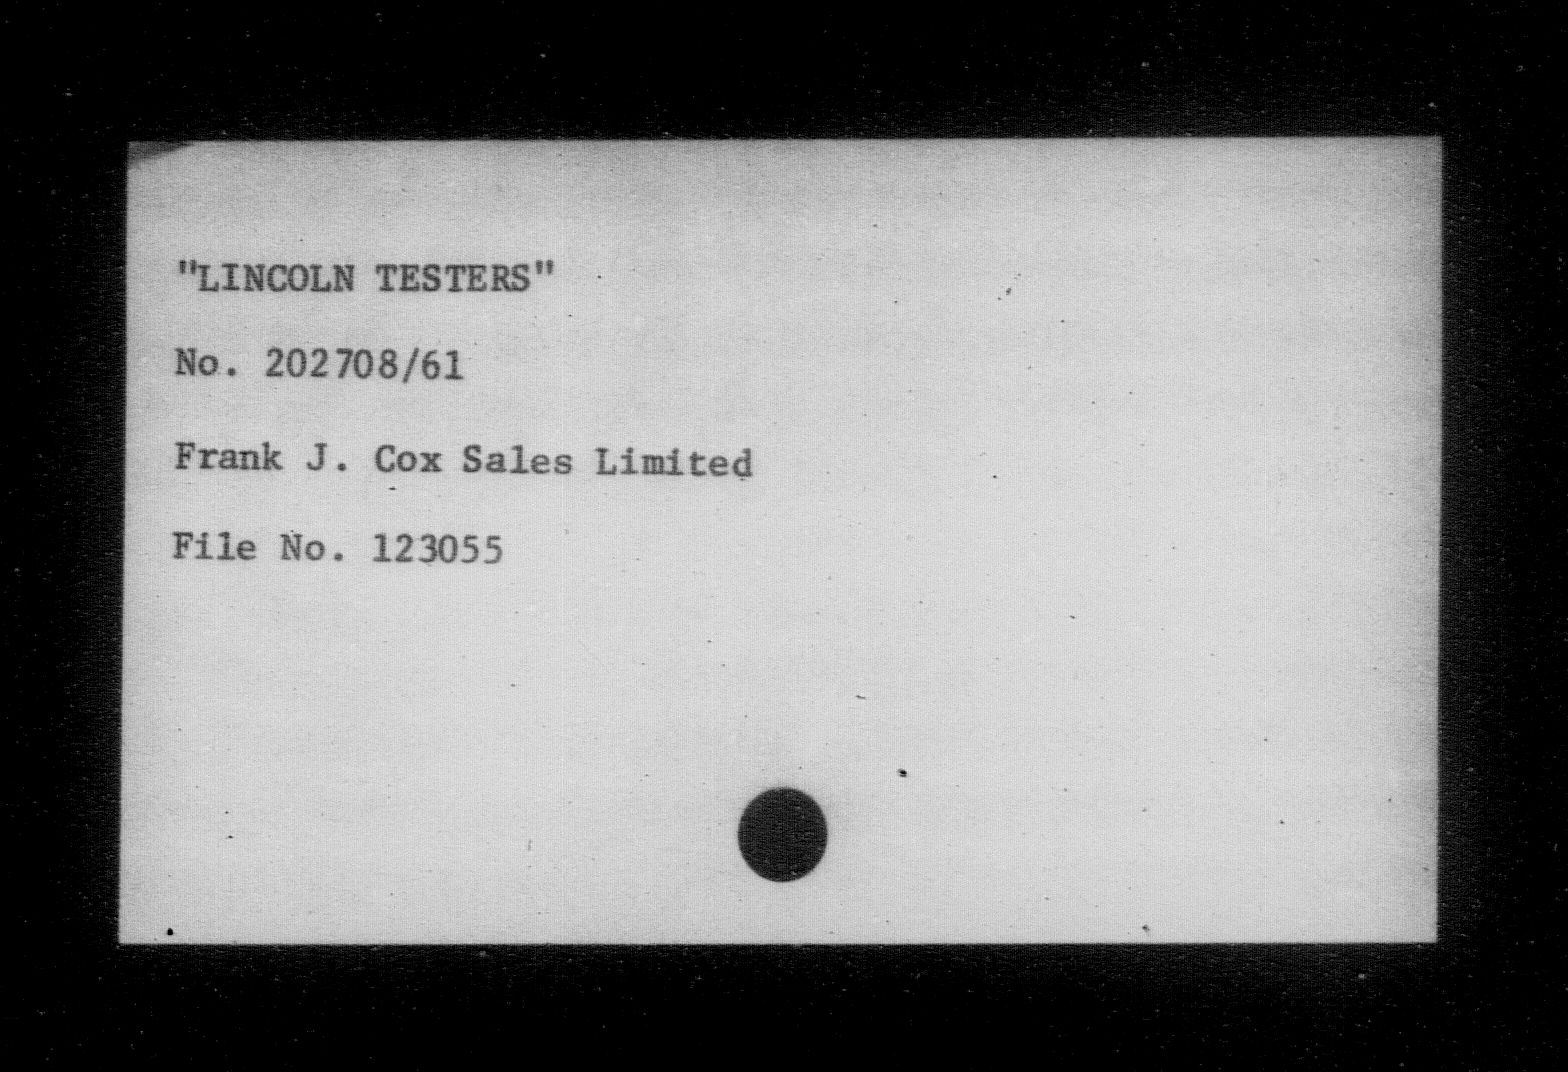 "LINCOLN TESTERS"
No. 202708/61
Frank J. Cox Sales Limited
File No. 123055